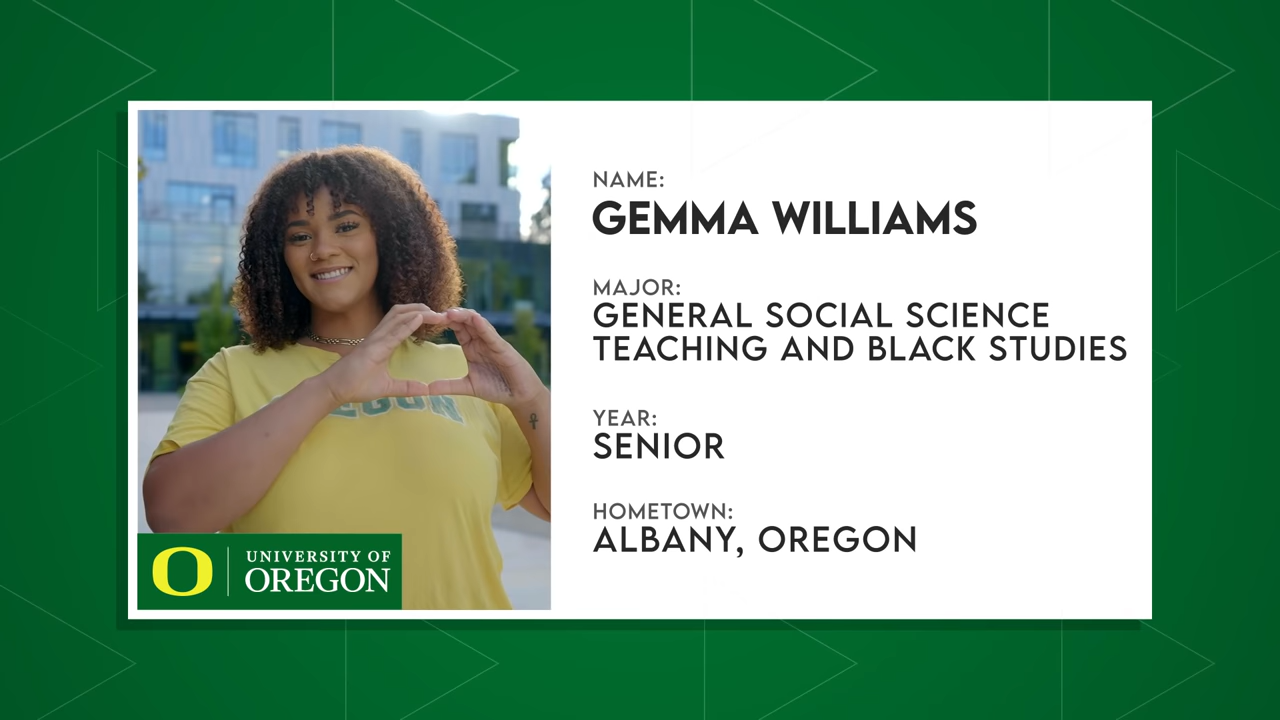 NAME:
GEMMA WILLIAMS
MAJOR:
GENERAL SOCIAL SCIENCE
TEACHING AND BLACK STUDIES
YEAR:
SENIOR
HOMETOWN:
ALBANY, OREGON
OREGON
O
UNIVERSITY OF
OREGON